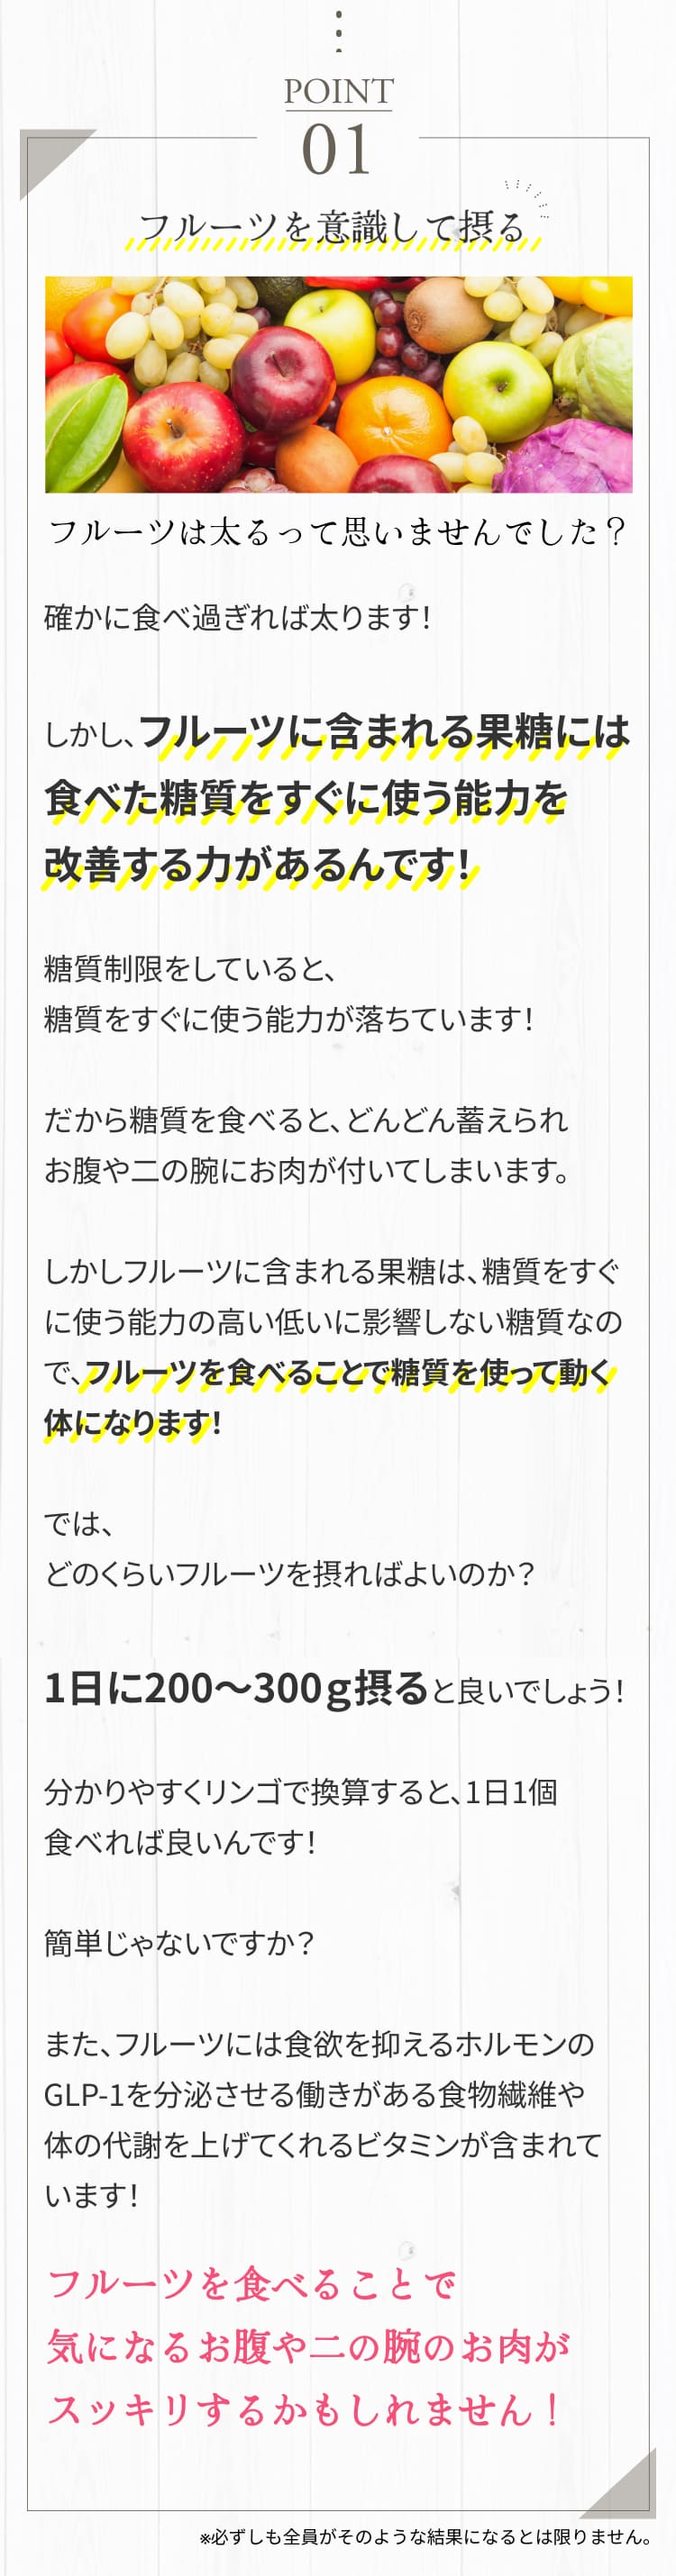 POINT
01
フルーツを意識して摂る
フルーツは太るって思いませんでした？
確かに食べ過ぎれば太ります！
しかし、フルーツに含まれる果糖には
食べた糖質をすぐに使う能力を
改善する力があるんです！
糖質制限をしていると、
糖質をすぐに使う能力が落ちています！
だから糖質を食べると、どんどん蓄えられ
お腹や二の腕にお肉が付いてしまいます。
しかしフルーツに含まれる果糖は、糖質をすぐ
に使う能力の高い低いに影響しない糖質なの
で、フルーツを食べることで糖質を使って動く
体になります！
では、
どのくらいフルーツを摂ればよいのか？
1日に200〜300ｇ摂ると良いでしょう！
分かりやすくリンゴで換算すると、1日1個
食べれば良いんです！
簡単じゃないですか？
また、フルーツには食欲を抑えるホルモンの
GLP-1を分泌させる働きがある食物繊維や
体の代謝を上げてくれるビタミンが含まれて
います！
フルーツを食べることで
気になるお腹や二の腕のお肉が
スッキリするかもしれません！
※必ずしも全員がそのような結果になるとは限りません。